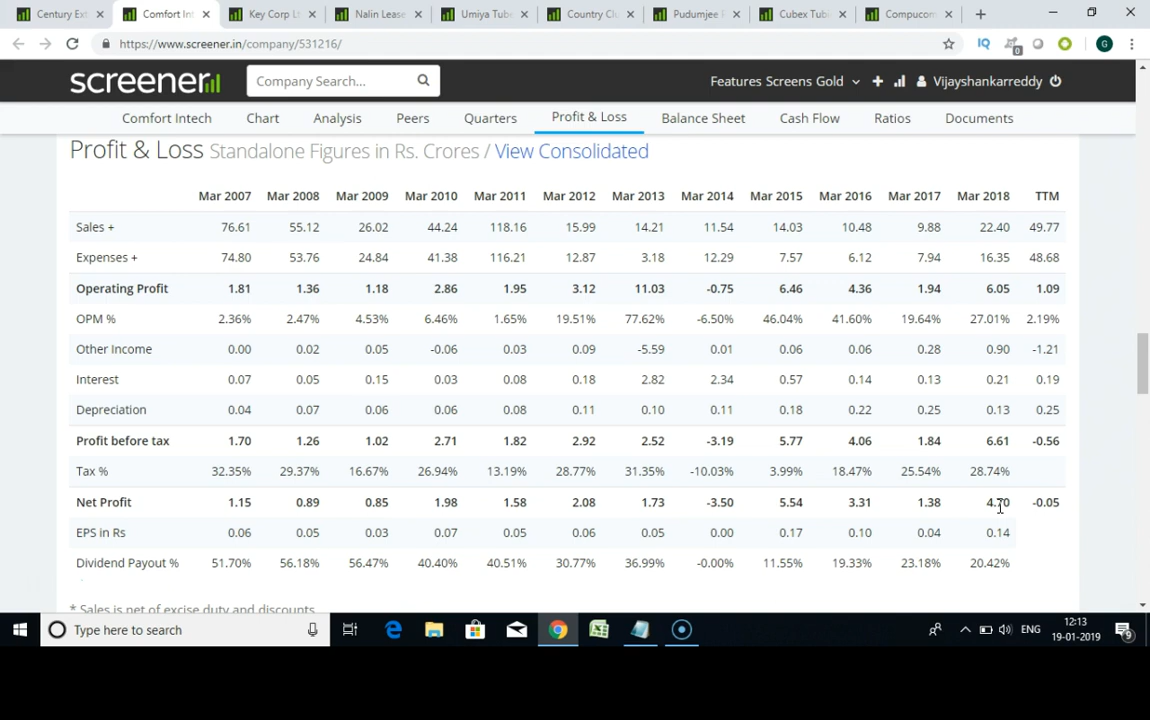 Century Ext
Comfort Int
Key Corp Lt
Nalin Lease
Umiya Tube
Country Clu
Pudumjee
Cubex Tubi
Compucom
https://www.screener.in/company/531216/
IQ
0
G
screener
Company Search...
Features Screens Gold
Vijayshankarreddy
Comfort Intech Chart Analysis Peers Quarters Profit & Loss Balance Sheet Cash Flow Ratios Documents
Profit & Loss Standalone Figures in Rs. Crores / View Consolidated
Mar 2007 Mar 2008 Mar 2009 Mar 2010 Mar 2011 Mar 2012 Mar 2013 Mar 2014 Mar 2015 Mar 2016 Mar 2017 Mar 2018 TTM
Sales + 76.61 55.12 26.02 44.24 118.16 15.99 14.21 11.54 14.03 10.48 9.88 22.40 49.77
Expenses + 74.80 53.76 24.84 41.38 116.21 12.87 3.18 12.29 7.57 6.12 7.94 16.35 48.68
Operating Profit 1.81 1.36 1.18 2.86 1.95 3.12 11.03 -0.75 6.46 4.36 1.94 6.05 1.09
OPM % 2.36% 2.47% 4.53% 6.46% 1.65% 19.51% 77.62% -6.50% 46.04% 41.60% 19.64% 27.01% 2.19%
Other Income 0.00 0.02 0.05 -0.06 0.03 0.09 -5.59 0.01 0.06 0.06 0.28 0.90 -1.21
Interest 0.07 0.05 0.15 0.03 0.08 0.18 2.82 2.34 0.57 0.14 0.13 0.21 0.19
Depreciation 0.04 0.07 0.06 0.06 0.08 0.11 0.10 0.11 0.18 0.22 0.25 0.13 0.25
Profit before tax 1.70 1.26 1.02 2.71 1.82 2.92 2.52 -3.19 5.77 4.06 1.84 6.61 -0.56
Tax % 32.35% 29.37% 16.67% 26.94% 13.19% 28.77% 31.35% -10.03% 3.99% 18.47% 25.54% 28.74%
Net Profit 1.15 0.89 0.85 1.98 1.58 2.08 1.73 -3.50 5.54 3.31 1.38 4.70 -0.05
EPS in Rs 0.06 0.05 0.03 0.07 0.05 0.06 0.05 0.00 0.17 0.10 0.04 0.14
Dividend Payout % 51.70% 56.18% 56.47% 40.40% 40.51% 30.77% 36.99% -0.00% 11.55% 19.33% 23.18% 20.42%
* Sales is net of excise duty and discounts
Type here to search
ENG
12:13
19-01-2019
9